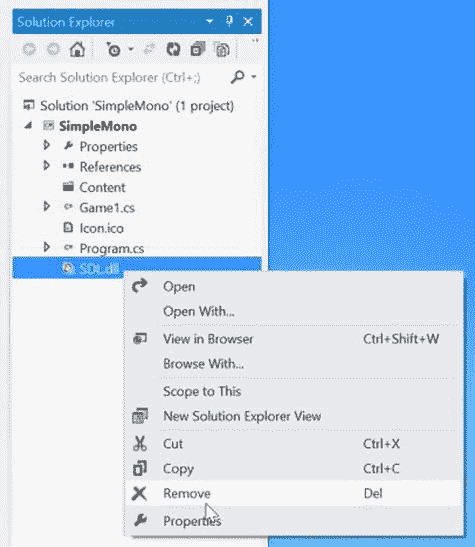 Solution Explorer
Search Solution Explorer (Ctrl+;)
Solution 'SimpleMono' (1 project)
SimpleMono
Properties
References
Content
Game1.cs
Icon.ico
Program.cs
SDL.dll
Open
Open With...
View in Browser Ctrl+Shift+W
Browse With...
Scope to This
New Solution Explorer View
Cut Ctrl+X
Copy Ctrl+C
Remove Del
Properties